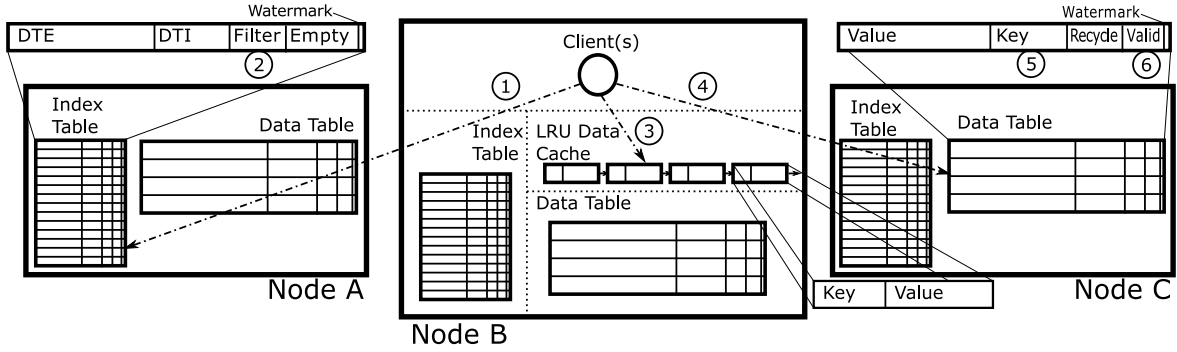 Watermark
DTE DTI Filter Empty
2
Index
Table
Data Table
Node A
Client(s)
1
4
Index
Table
LRU Data
Cache
3
Data Table
Node B
Watermark
Value Key Recycle Valid
5 6
Index
Table
Data Table
Key Value
Node C